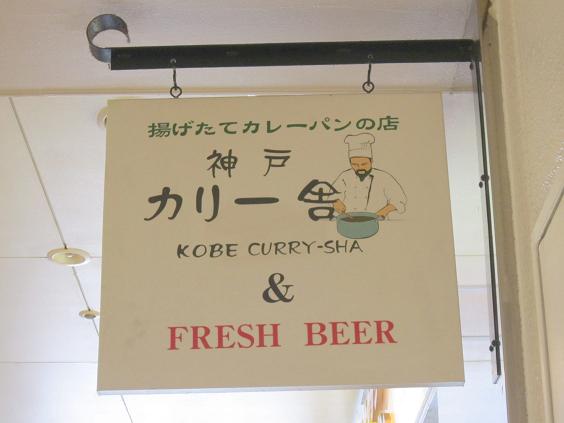 揚げたてカレーパンの店
神戸
カリー舎
KOBE CURRY-SHA
&
FRESH BEER